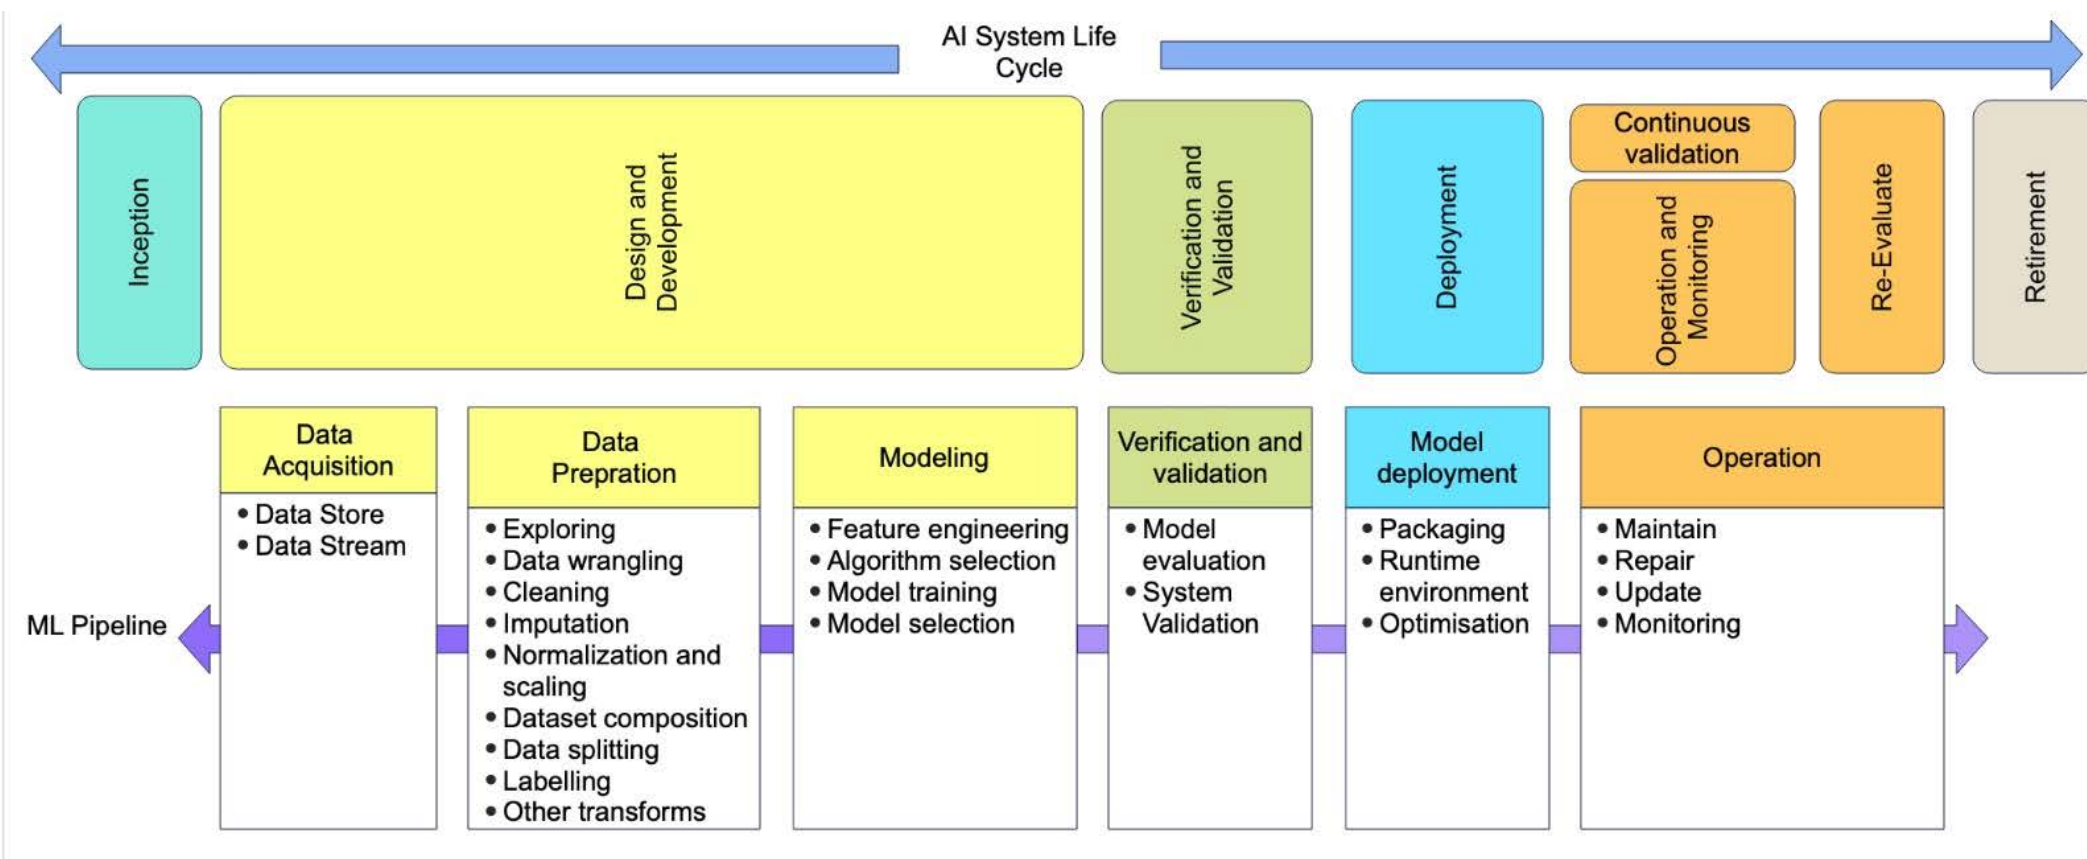 AI System Life
Cycle
Inception
Design and
Development
Verification and
Validation
Deployment
Continuous
validation
Operation and
Monitoring
Re-Evaluate
Retirement
ML Pipeline
Data
Acquisition
• Data Store
• Data Stream
Data
Prepration
• Exploring
• Data wrangling
• Cleaning
• Imputation
• Normalization and
scaling
• Dataset composition
• Data splitting
• Labelling
• Other transforms
Modeling
• Feature engineering
• Algorithm selection
• Model training
• Model selection
Verification and
validation
• Model
evaluation
• System
Validation
Model
deployment
• Packaging
• Runtime
environment
• Optimisation
Operation
• Maintain
• Repair
• Update
• Monitoring